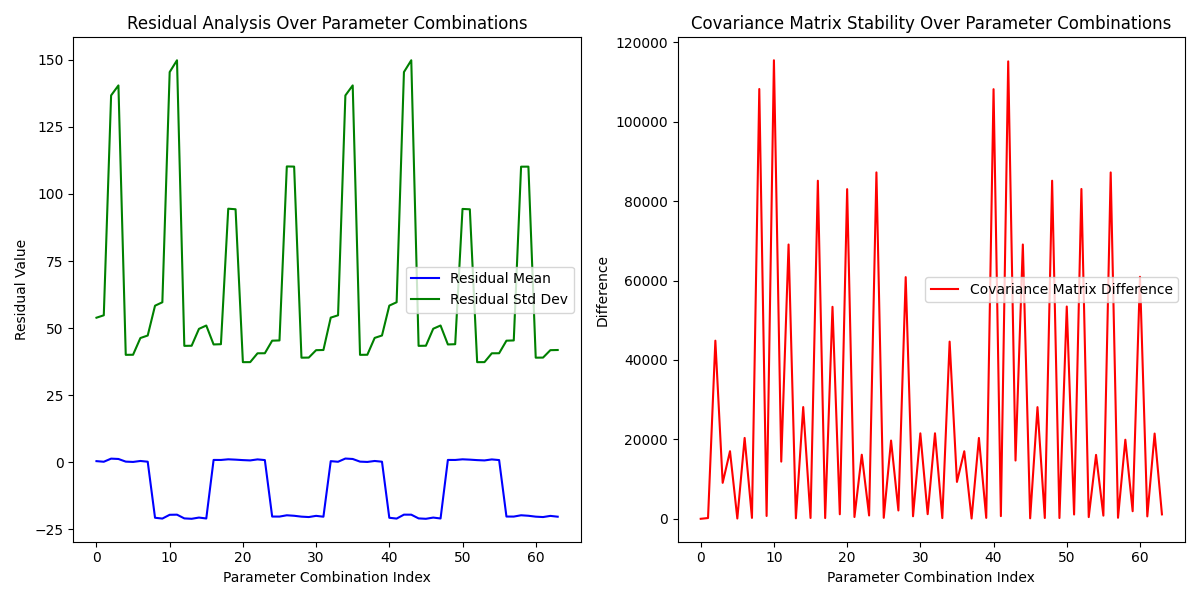 Residual Analysis Over Parameter Combinations
150
125
100
75
50
25
0
−25
Residual Value
0 10 20 30 40 50 60
Parameter Combination Index
Residual Mean
Residual Std Dev
Covariance Matrix Stability Over Parameter Combinations
120000
100000
80000
60000
40000
20000
0
Difference
0 10 20 30 40 50 60
Parameter Combination Index
Covariance Matrix Difference